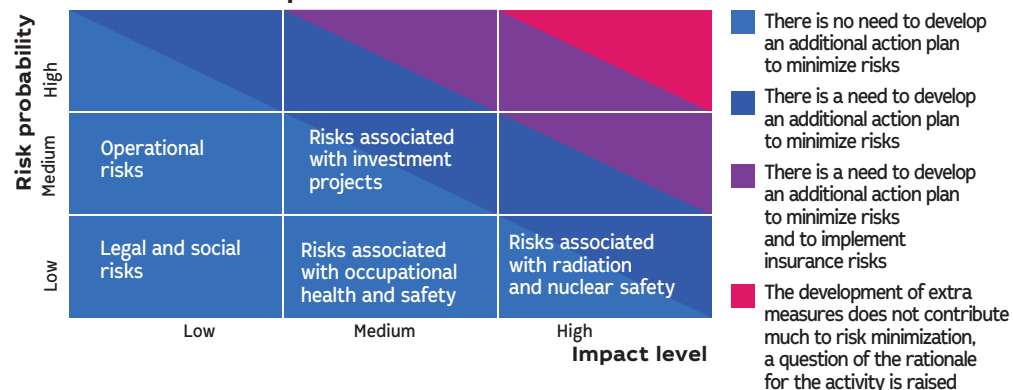 Risk probability
High
Medium
Low
Operational
risks
Risks associated
with investment
projects
Legal and social
risks
Risks associated
with occupational
health and safety
Risks associated
with radiation
and nuclear safety
Low
Medium
High
Impact level
There is no need to develop
an additional action plan
to minimize risks
There is a need to develop
an additional action plan
to minimize risks
There is a need to develop
an additional action plan
to minimize risks
and to implement
insurance risks
The development of extra
measures does not contribute
much to risk minimization,
a question of the rationale
for the activity is raised